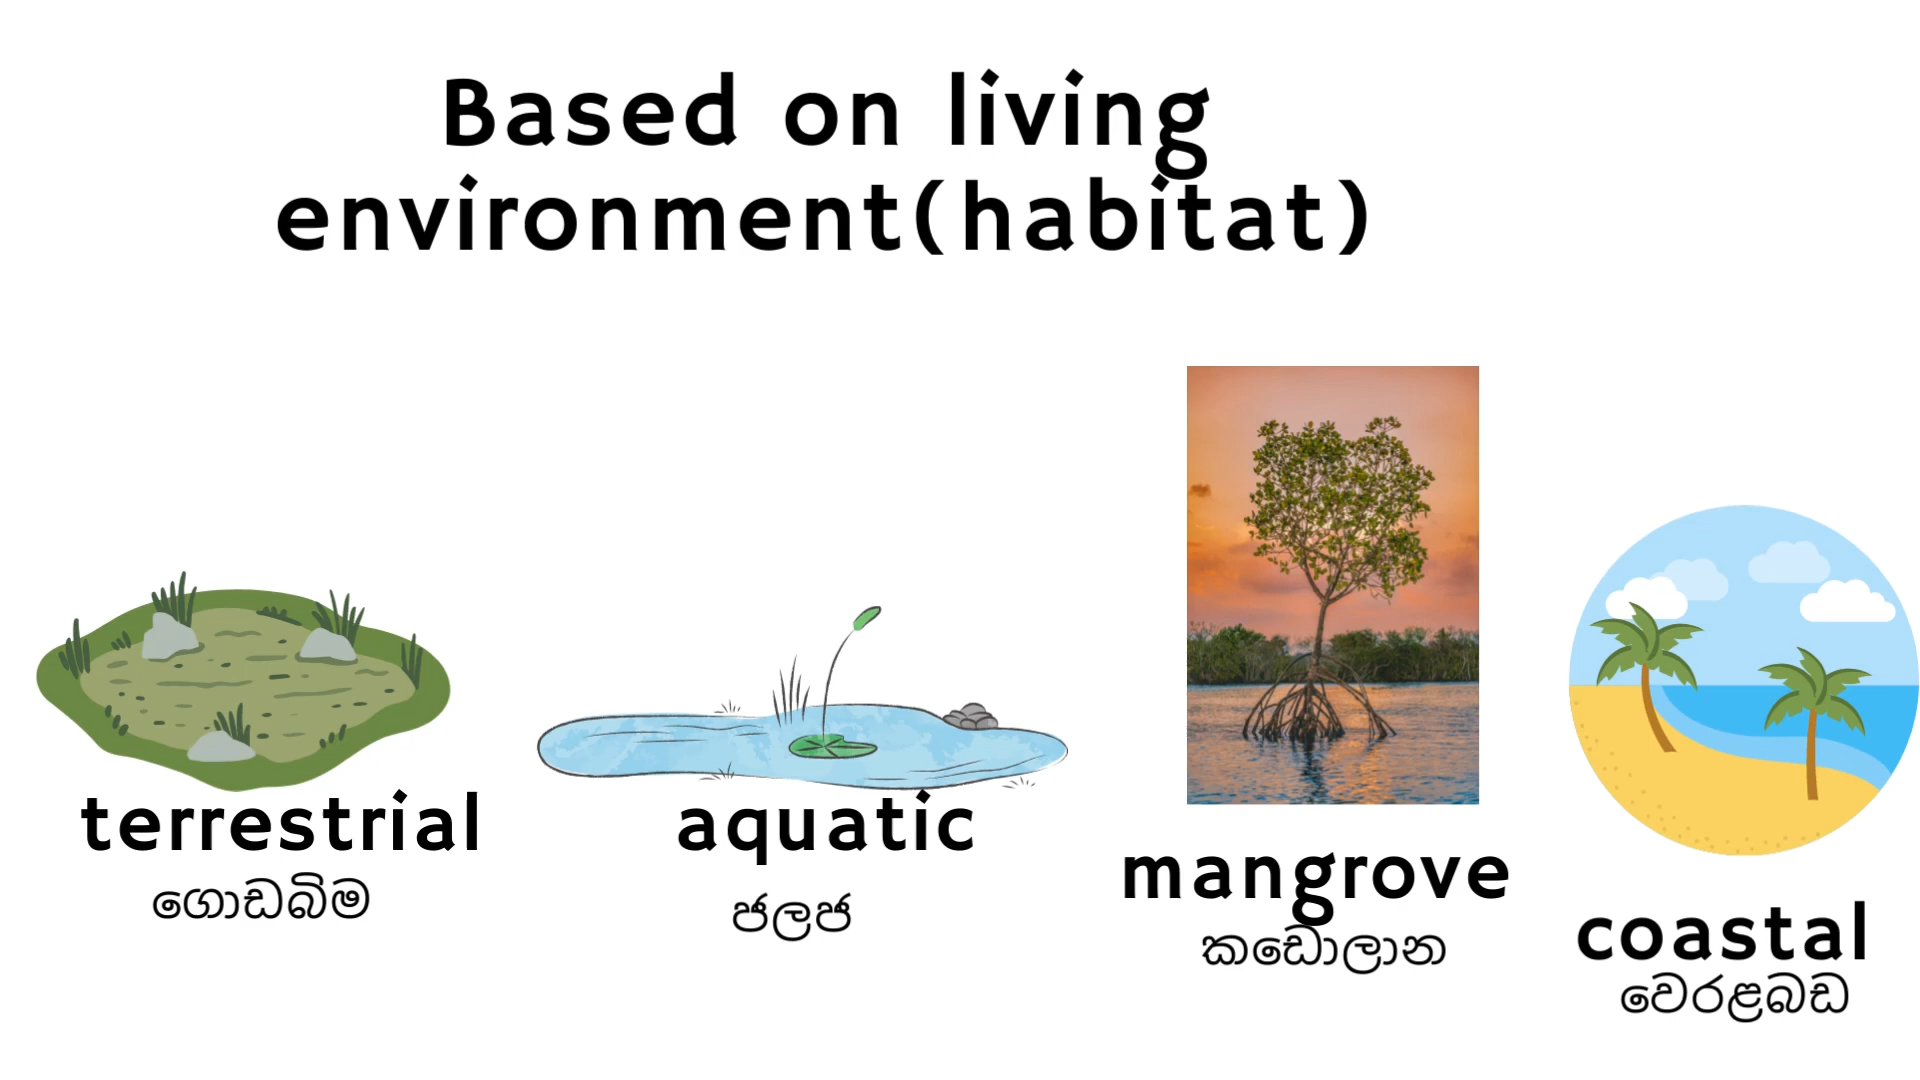 Based on living
environment(habitat)
terrestrial
ගොඩබිම
aquatic
ජලජ
mangrove
කඩොලාන
coastal
වෙරළබඩ